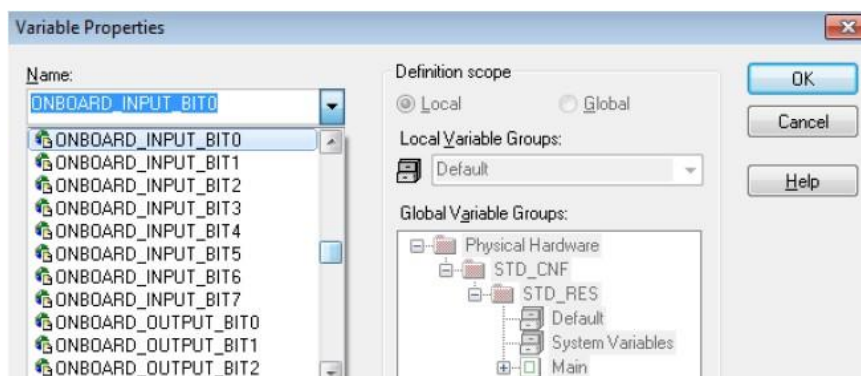 Variable Properties
Name:
ONBOARD_INPUT_BIT0
ONBOARD_INPUT_BIT0
ONBOARD_INPUT_BIT1
ONBOARD_INPUT_BIT2
ONBOARD_INPUT_BIT3
ONBOARD_INPUT_BIT4
ONBOARD_INPUT_BIT5
ONBOARD_INPUT_BIT6
ONBOARD_INPUT_BIT7
ONBOARD_OUTPUT_BIT0
ONBOARD_OUTPUT_BIT1
ONBOARD_OUTPUT_BIT2
Definition scope
Local Global
Local Variable Groups:
Default
Global Variable Groups:
Physical Hardware
STD_CNF
STD_RES
Default
System Variables
Main
OK
Cancel
Help